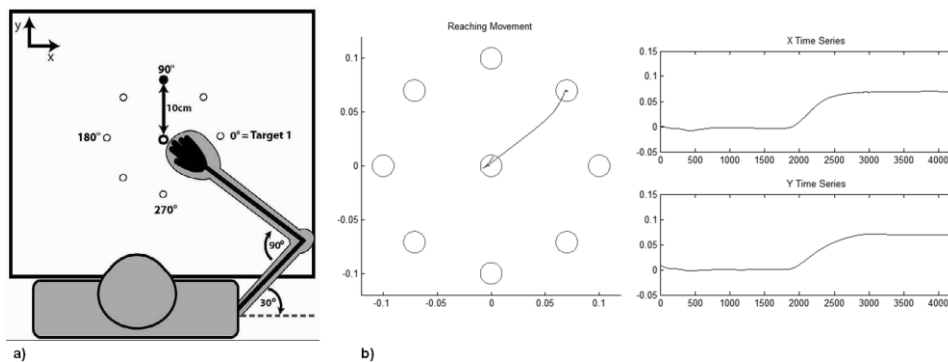 y
x
90°
10cm
180°
0° = Target 1
270°
90°
30°
a)
Reaching Movement
0.1
0.05
0
-0.05
-0.1
-0.1 -0.05 0 0.05 0.1
b)
X Time Series
0.15
0.1
0.05
0
-0.05
0 500 1000 1500 2000 2500 3000 3500 4000
Y Time Series
0.15
0.1
0.05
0
-0.05
0 500 1000 1500 2000 2500 3000 3500 4000